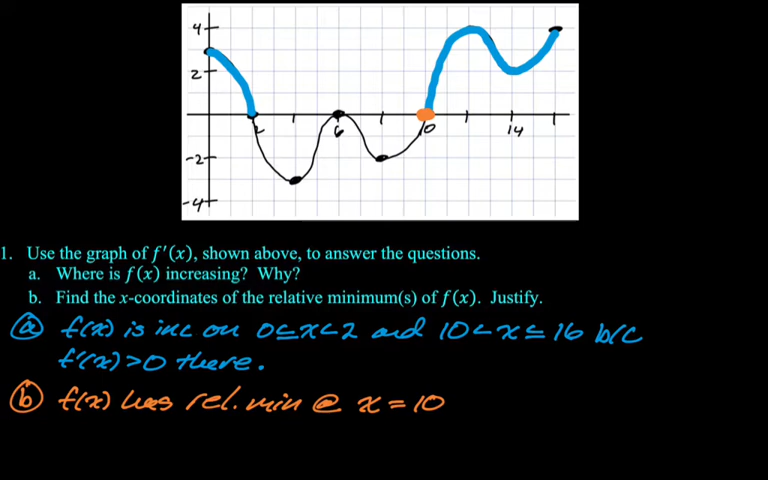 4
2
2 6 10 14
-2
-4
1. Use the graph of f'(x), shown above, to answer the questions.
a. Where is f(x) increasing? Why?
b. Find the x-coordinates of the relative minimum(s) of f(x). Justify.
ⓐ f(x) is inc on 0≤x<2 and 10<x≤16 b/c
f'(x)>0 there.
ⓑ f(x) has rel. min @ x=10